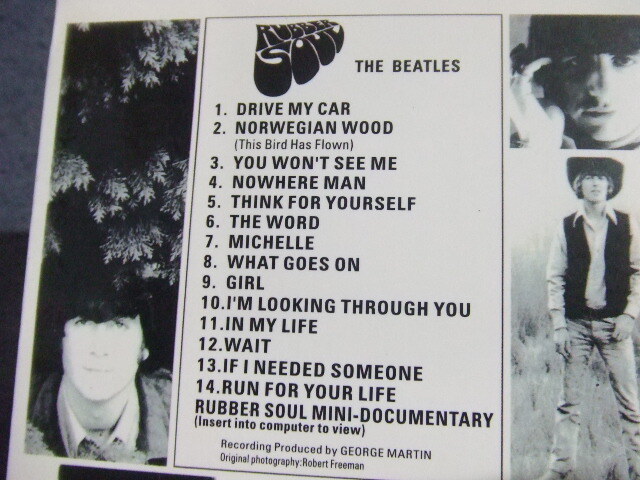 RUBBER
SOUL
THE BEATLES
1. DRIVE MY CAR
2. NORWEGIAN WOOD
(This Bird Has Flown)
3. YOU WON'T SEE ME
4. NOWHERE MAN
5. THINK FOR YOURSELF
6. THE WORD
7. MICHELLE
8. WHAT GOES ON
9. GIRL
10.I'M LOOKING THROUGH YOU
11.IN MY LIFE
12.WAIT
13.IF I NEEDED SOMEONE
14.RUN FOR YOUR LIFE
RUBBER SOUL MINI-DOCUMENTARY
(Insert into computer to view)
Recording Produced by GEORGE MARTIN
Original photography:Robert Freeman